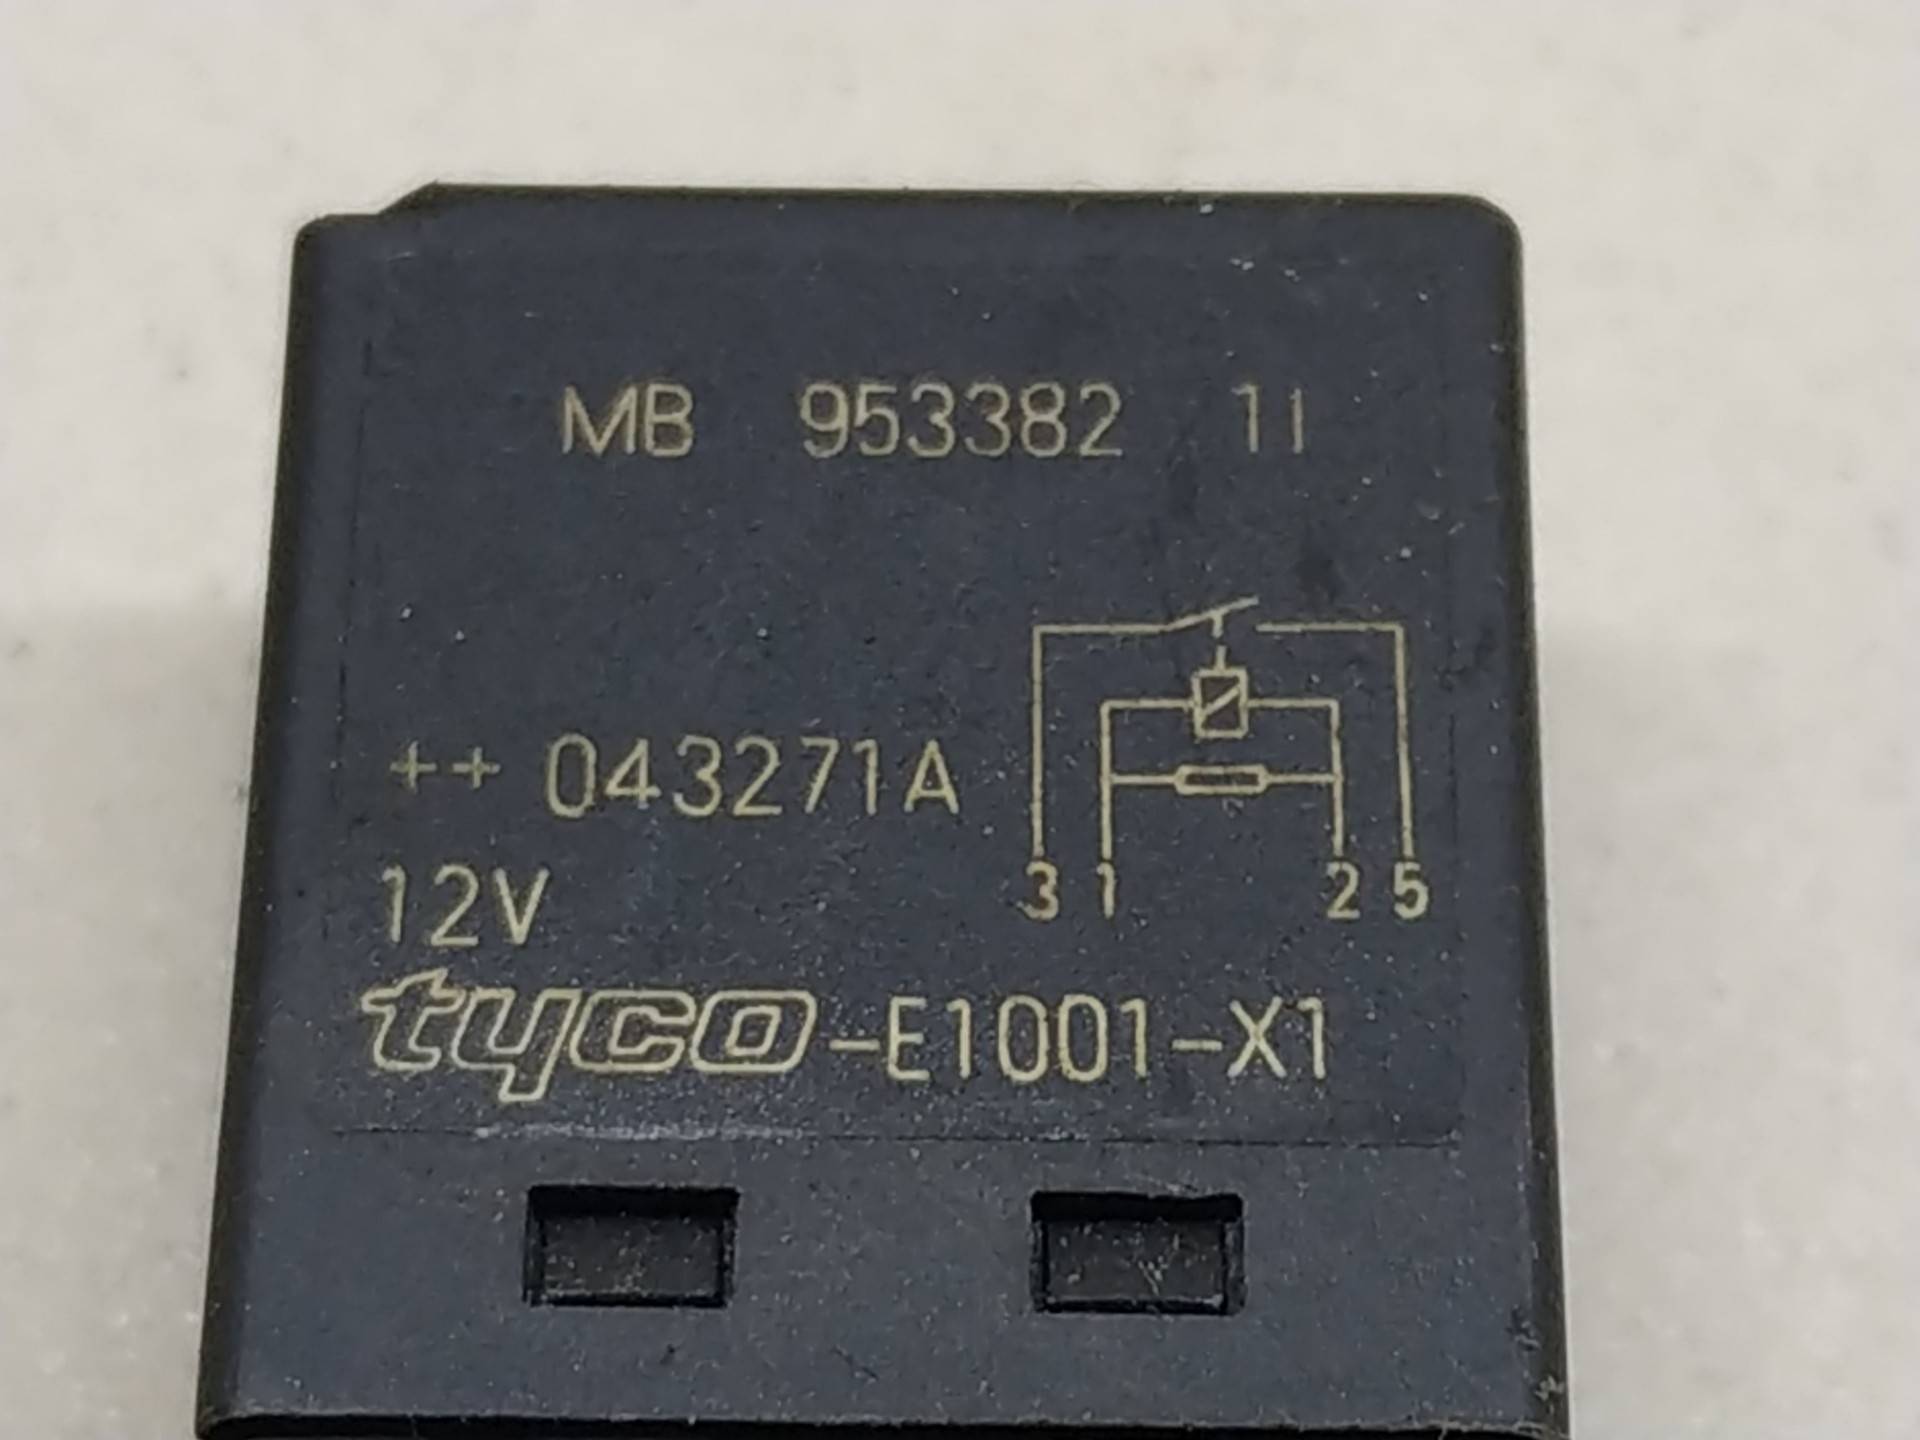 MB 953382 11
++ 043271A
3 1 2 5
12V
tyco-E1001-X1